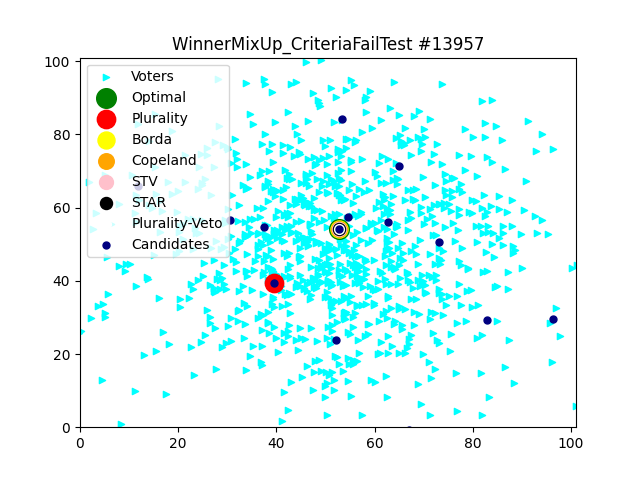 WinnerMixUp_CriteriaFailTest #13957
100
80
60
40
20
0
Voters
Optimal
Plurality
Borda
Copeland
STV
STAR
Plurality-Veto
Candidates
0 20 40 60 80 100